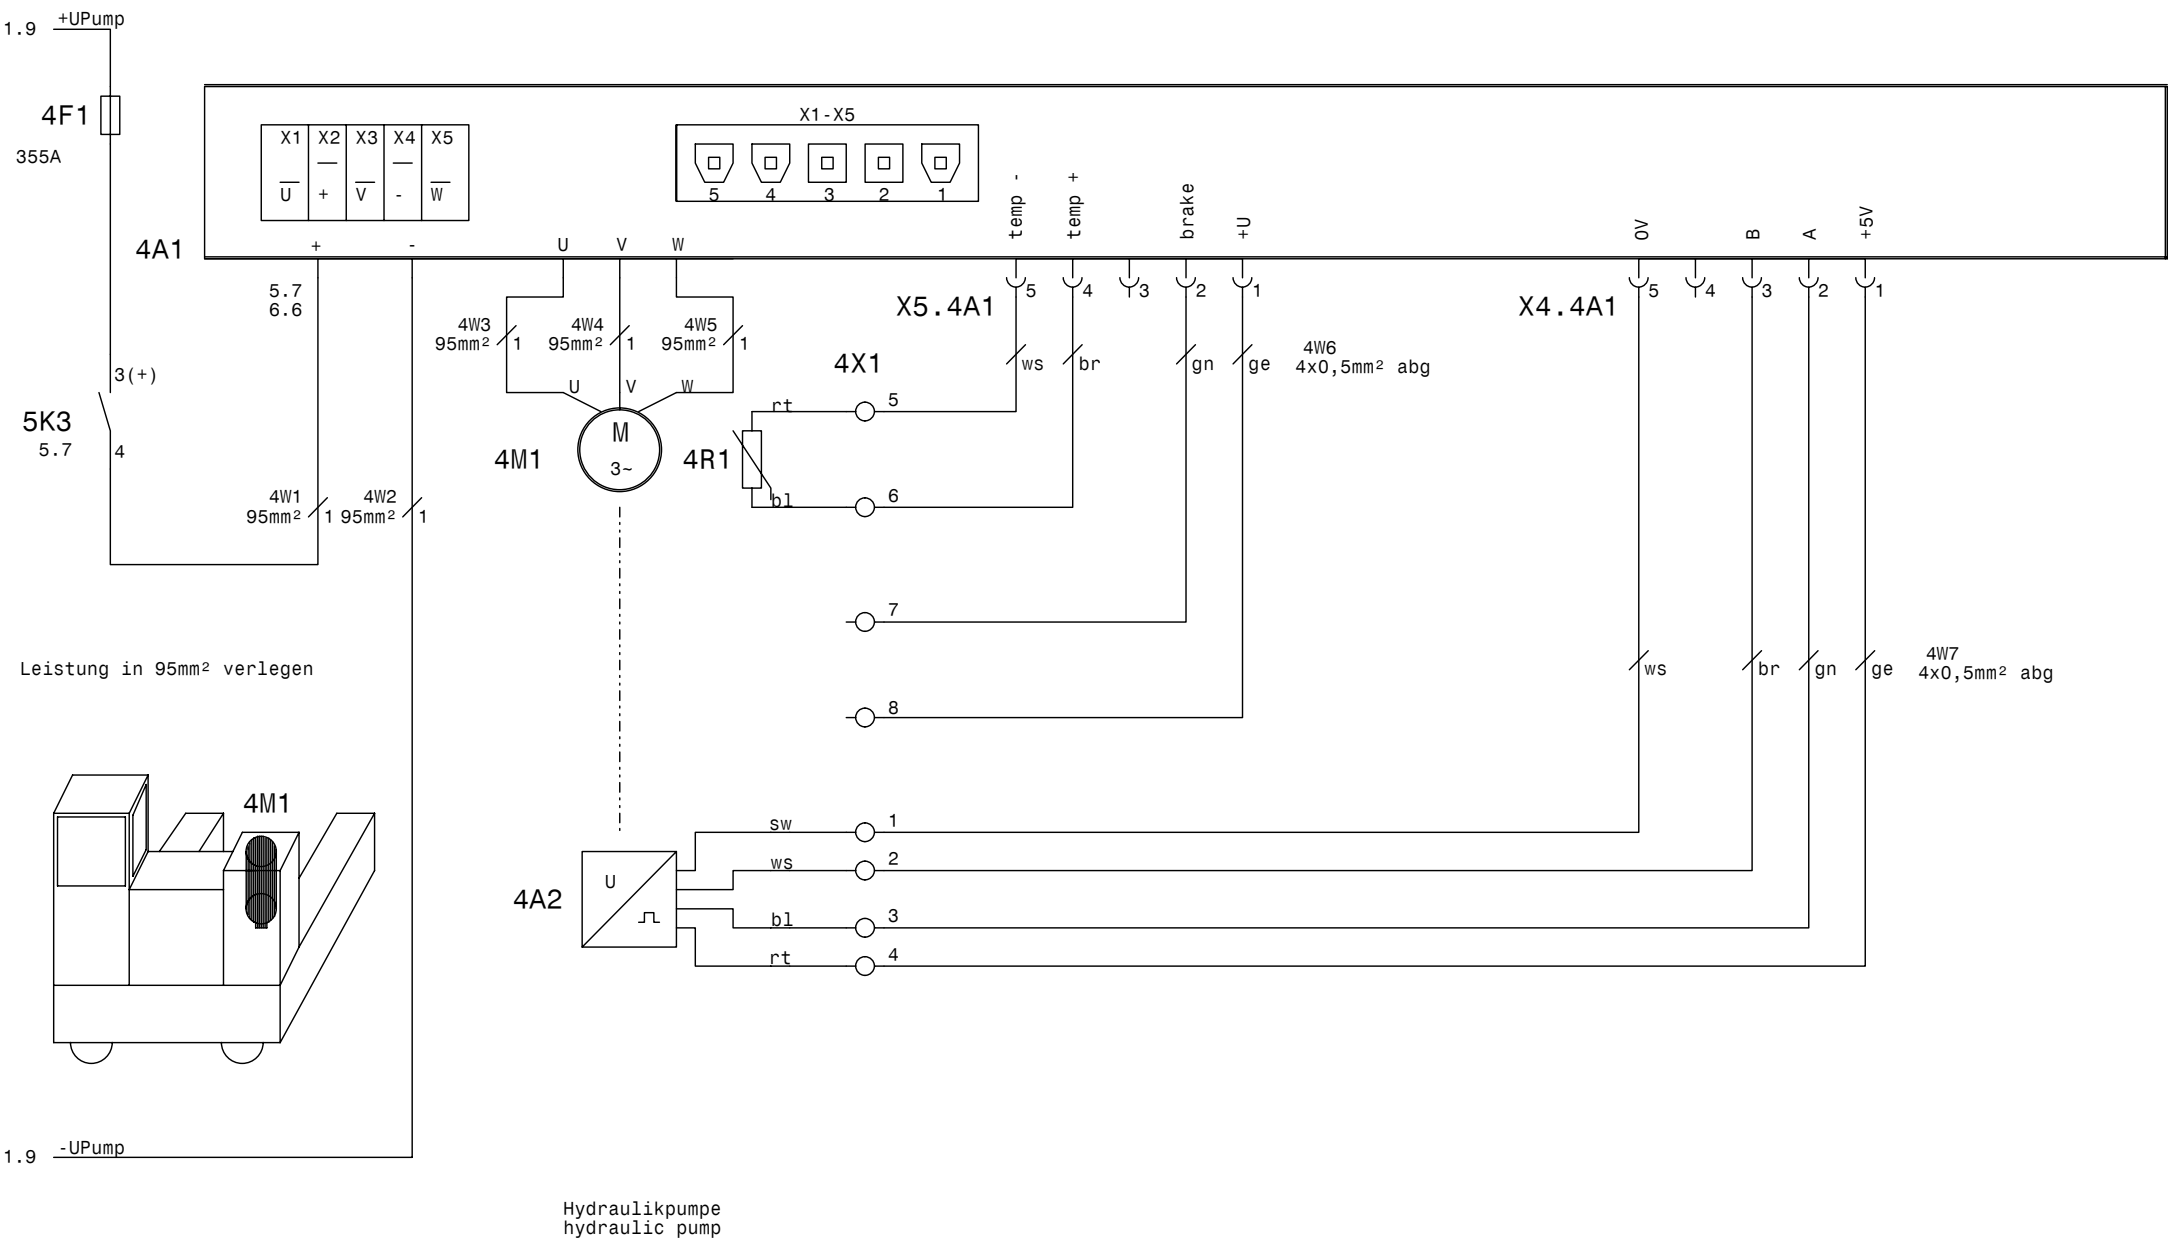 +UPump
1.9
4F1
355A
X1-X5
X1 X2 X3 X4 X5
U + V - W
5 4 3 2 1
temp -
temp +
brake
+U
0V
B
A
+5V
4A1
+ - U V W
5.7
6.6
X5.4A1
5 4 3 2 1
X4.4A1
5 4 3 2 1
4W3
95mm² 1
4W4
95mm² 1
4W5
95mm² 1
4X1
ws br gn ge
4W6
4x0,5mm² abg
3(+)
5K3
5.7
4
U V W
M
3~
4M1
4R1
rt 5
bl 6
4W1
95mm² 1
4W2
95mm² 1
7
8
Leistung in 95mm² verlegen
ws br gn ge
4W7
4x0,5mm² abg
4M1
4A2
U
sw 1
ws 2
bl 3
rt 4
1.9
-UPump
Hydraulikpumpe
hydraulic pump